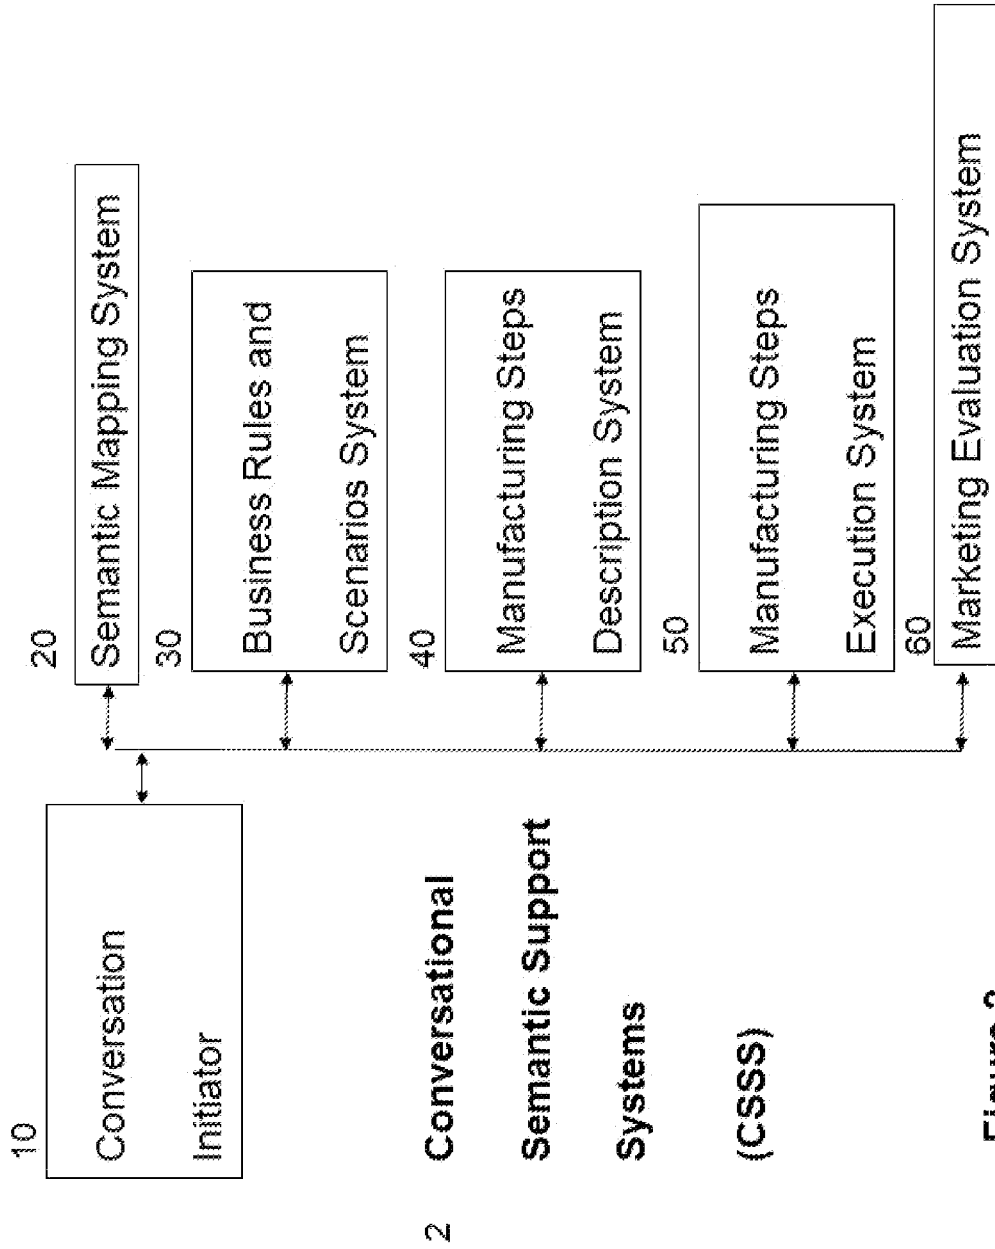 10
Conversation
Initiator
20
Semantic Mapping System
30
Business Rules and
Scenarios System
40
Manufacturing Steps
Description System
50
Manufacturing Steps
Execution System
60
Marketing Evaluation System
2 Conversational
Semantic Support
Systems
(CSSS)
Figure